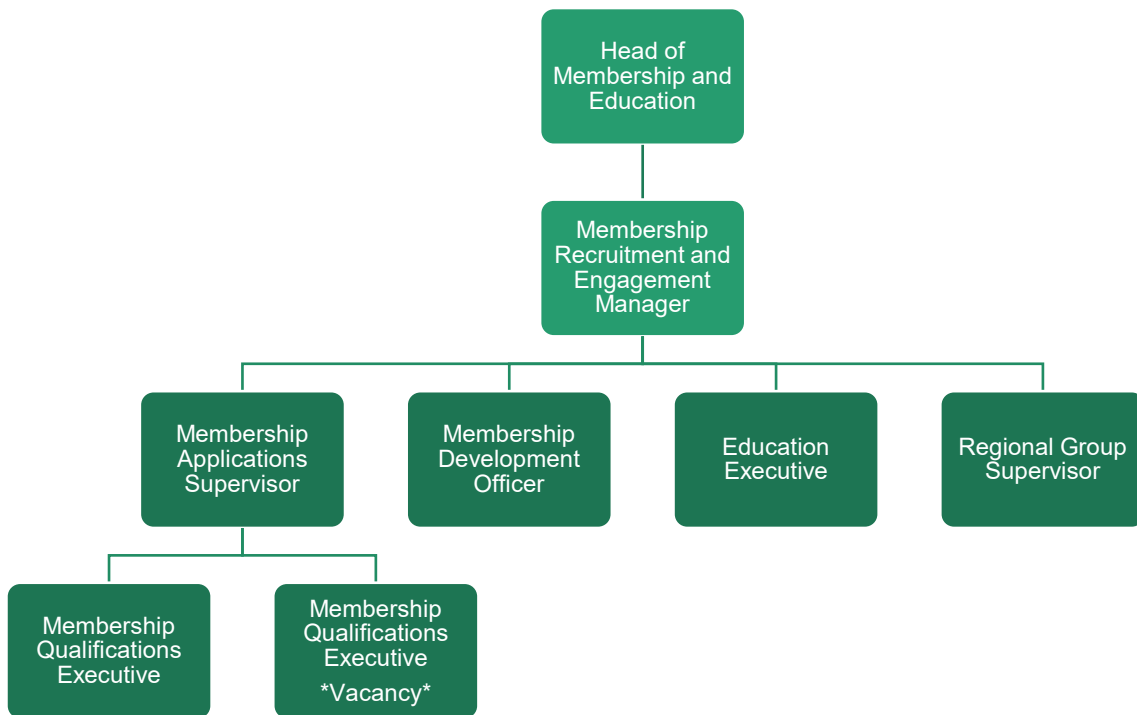 Head of
Membership and
Education
Membership
Recruitment and
Engagement
Manager
Membership
Applications
Supervisor
Membership
Development
Officer
Education
Executive
Regional Group
Supervisor
Membership
Qualifications
Executive
Membership
Qualifications
Executive
*Vacancy*